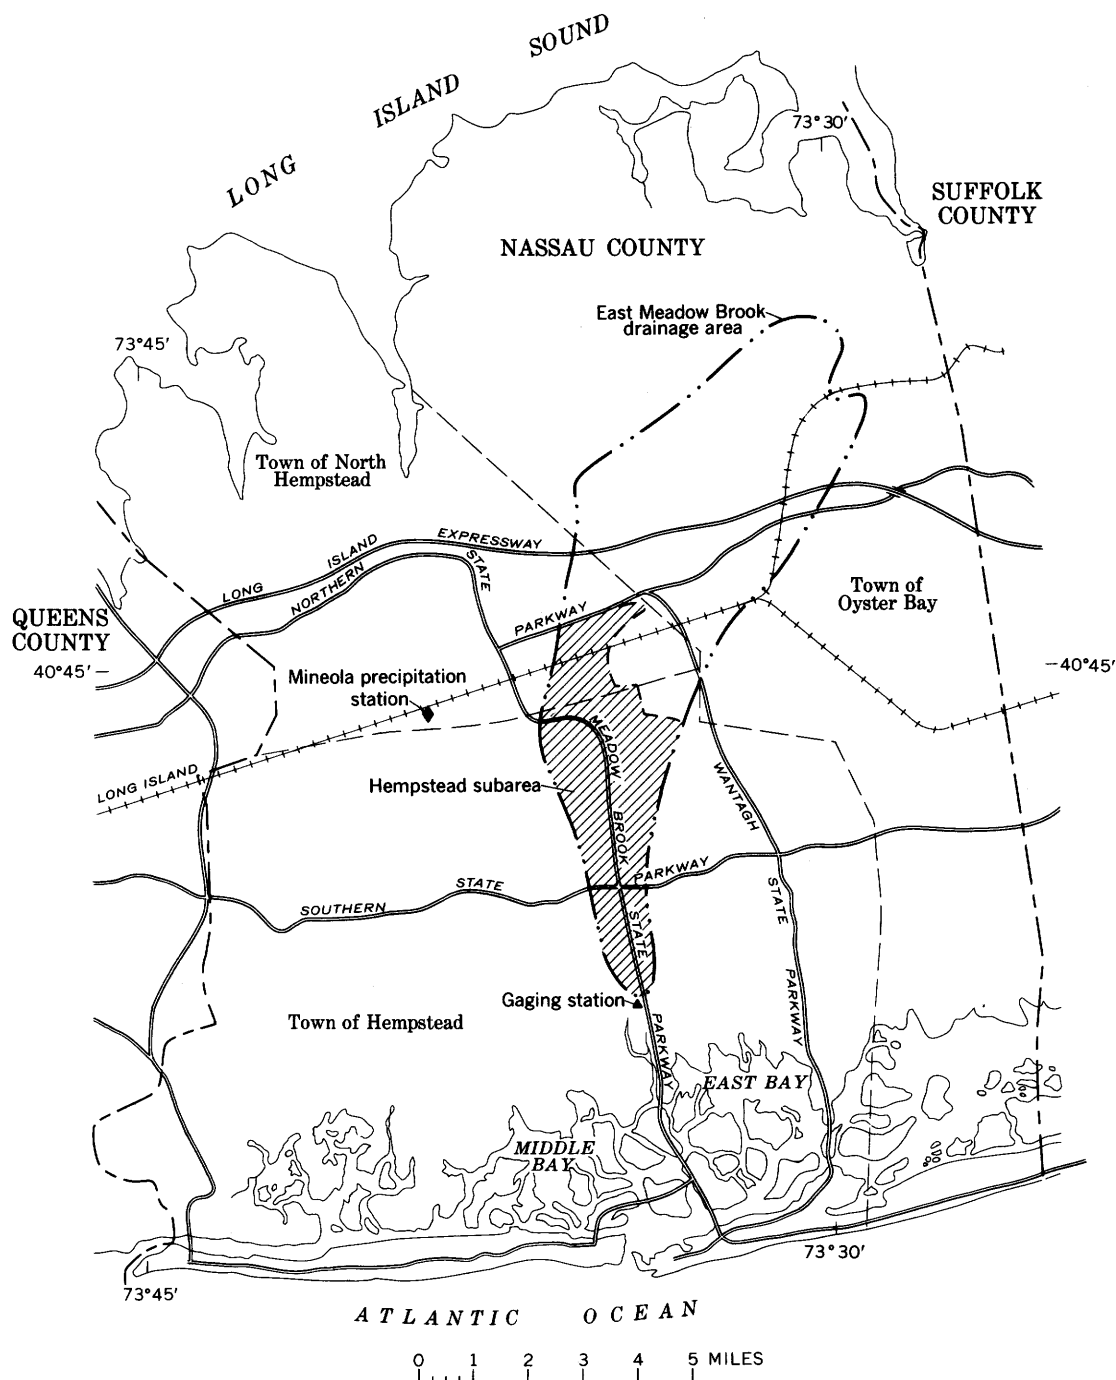 SOUND
ISLAND
LONG
73°30'
SUFFOLK
COUNTY
NASSAU COUNTY
East Meadow Brook
drainage area
73°45'
Town of North
Hempstead
EXPRESSWAY
ISLAND
LONG
STATE
NORTHERN
PARKWAY
Town of
Oyster Bay
QUEENS
COUNTY
40°45'
40°45'
Mineola precipitation
station
MEADOW
LONG ISLAND
Hempstead subarea
WANTAGH
BROOK
PARKWAY
STATE
STATE
SOUTHERN
STATE
PARKWAY
Gaging station
Town of Hempstead
PARKWAY
EAST BAY
MIDDLE
BAY
73°30'
73°45'
ATLANTIC OCEAN
0 1 2 3 4 5 MILES